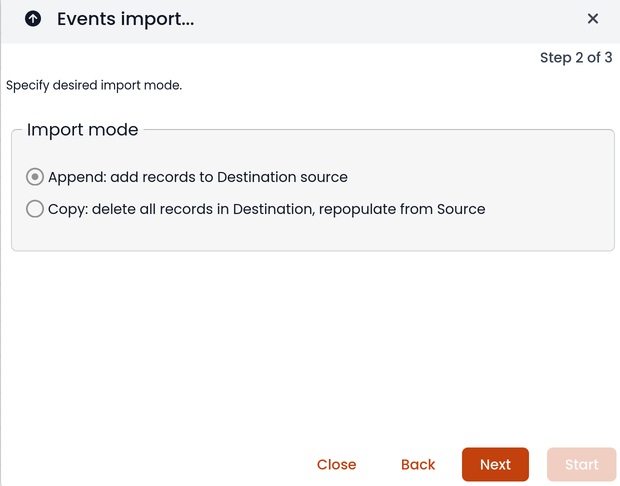 Events import...
Step 2 of 3
Specify desired import mode.
Import mode
Append: add records to Destination source
Copy: delete all records in Destination, repopulate from Source
Close Back Next Start